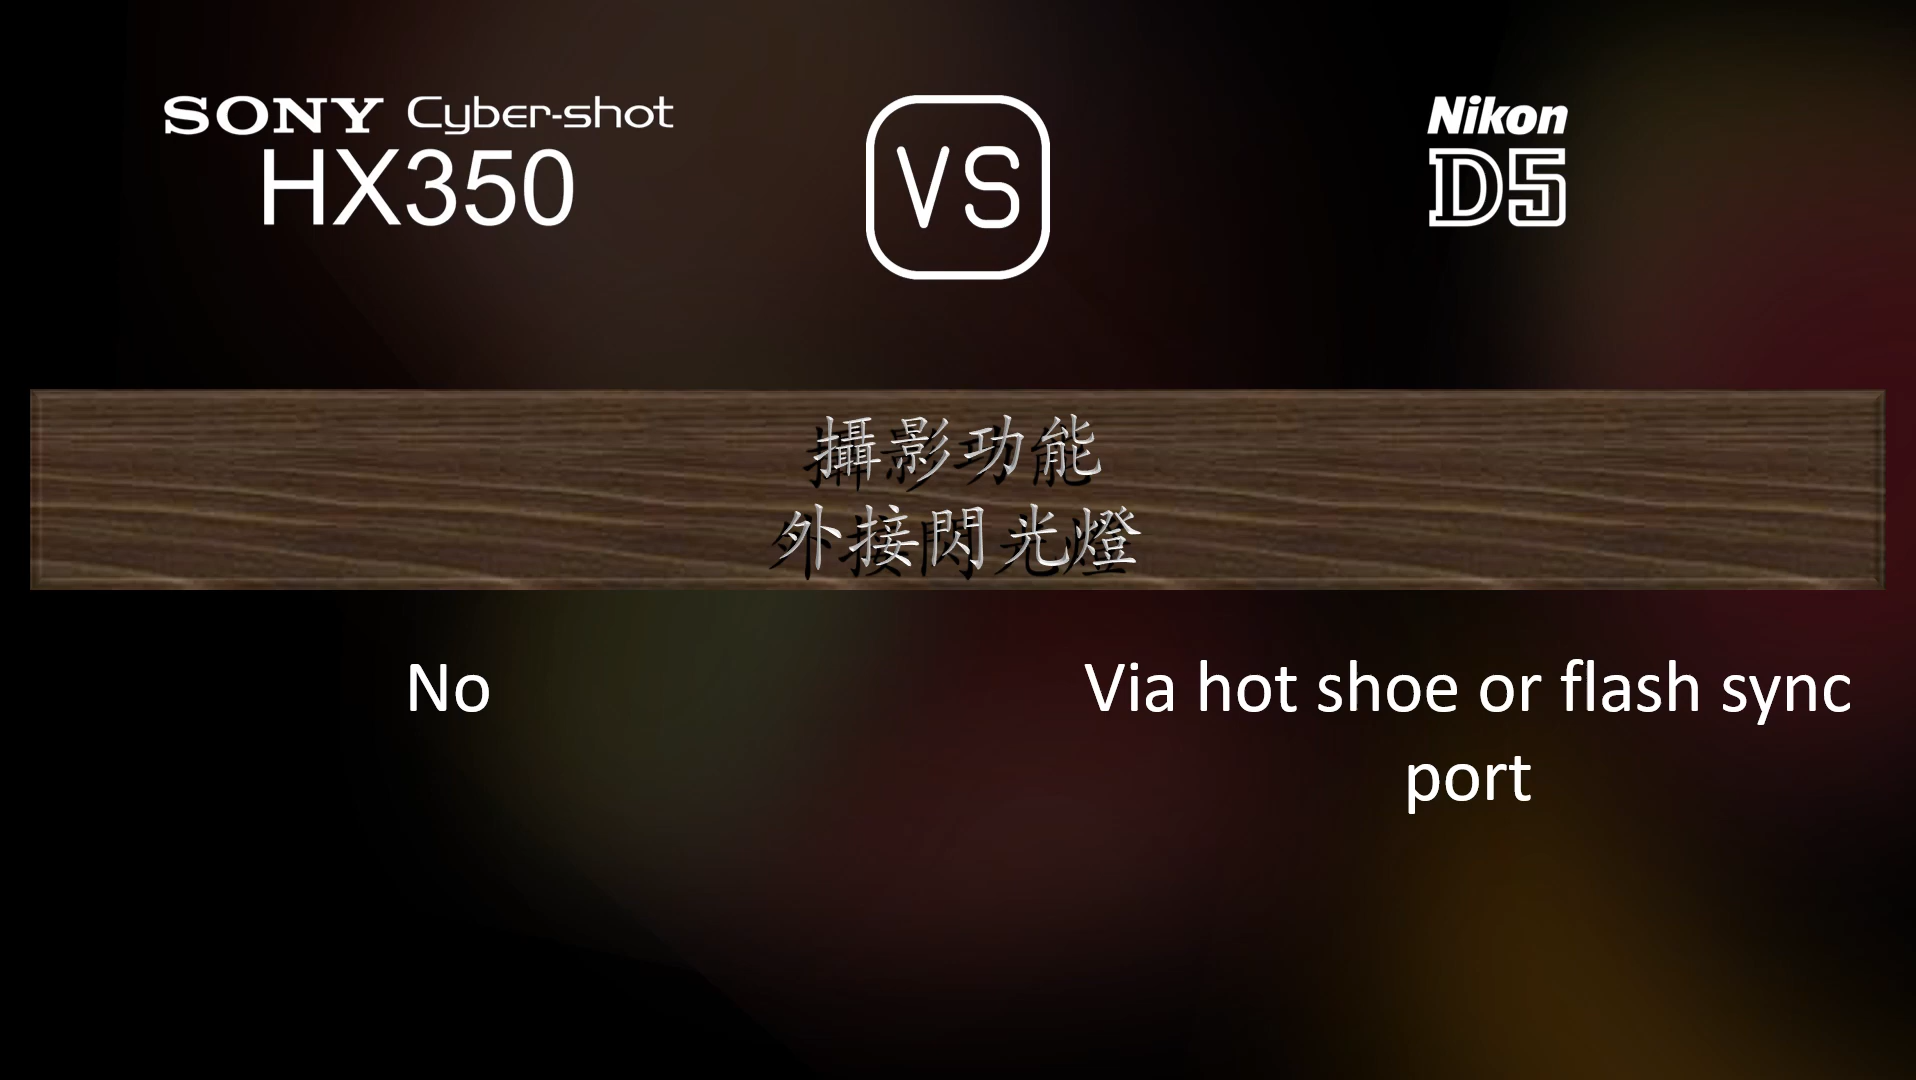 SONY Cyber-shot
HX350
VS
Nikon
D5
攝影功能
外接閃光燈
No
Via hot shoe or flash sync
port